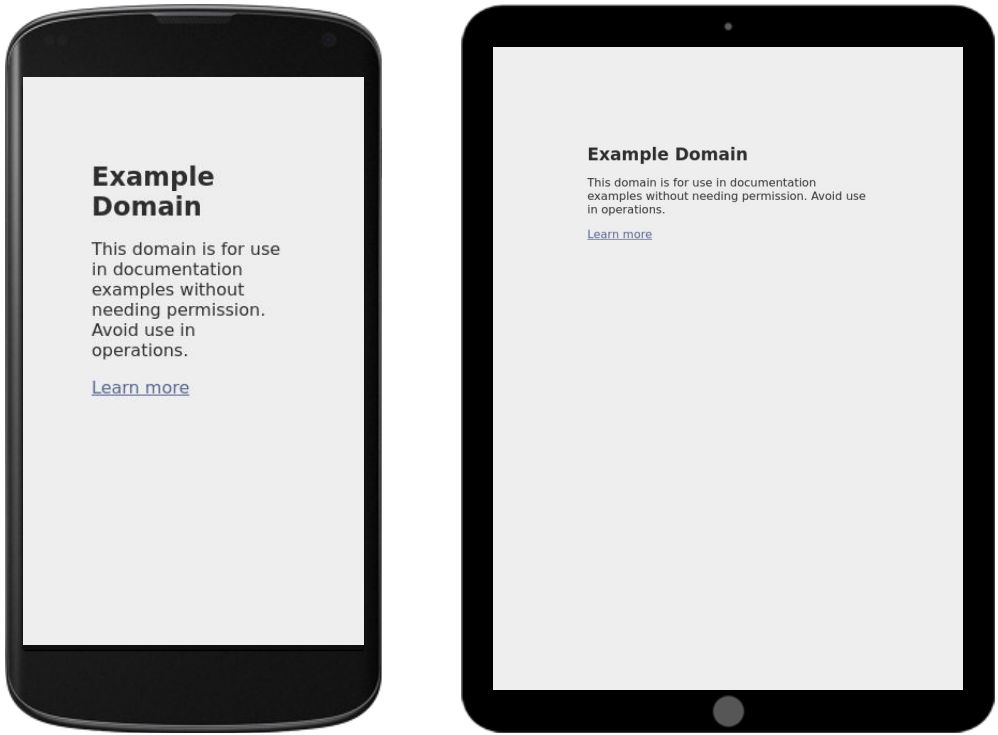 Example
Domain
This domain is for use
in documentation
examples without
needing permission.
Avoid use in
operations.
Learn more
Example Domain
This domain is for use in documentation
examples without needing permission. Avoid use
in operations.
Learn more